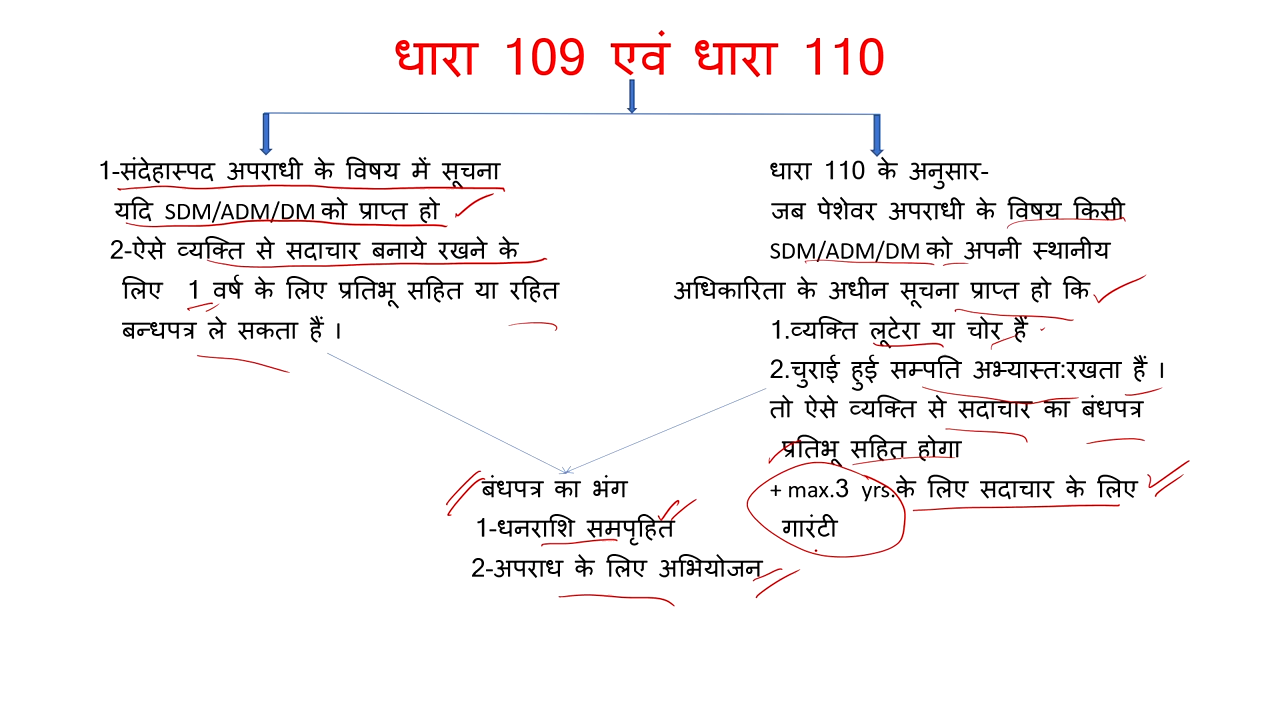 धारा 109 एवं धारा 110
1-संदेहास्पद अपराधी के विषय में सूचना
यदि SDM/ADM/DM को प्राप्त हो
2-ऐसे व्यक्ति से सदाचार बनाये रखने के
लिए 1 वर्ष के लिए प्रतिभू सहित या रहित
बन्धपत्र ले सकता हैं ।
धारा 110 के अनुसार-
जब पेशेवर अपराधी के विषय किसी
SDM/ADM/DM को अपनी स्थानीय
अधिकारिता के अधीन सूचना प्राप्त हो कि
1.व्यक्ति लूटेरा या चोर हैं
2.चुराई हुई सम्पति अभ्यास्त:रखता हैं ।
तो ऐसे व्यक्ति से सदाचार का बंधपत्र
प्रतिभू सहित होगा
+ max.3 yrs.के लिए सदाचार के लिए
गारंटी
बंधपत्र का भंग
1-धनराशि समपृहित
2-अपराध के लिए अभियोजन